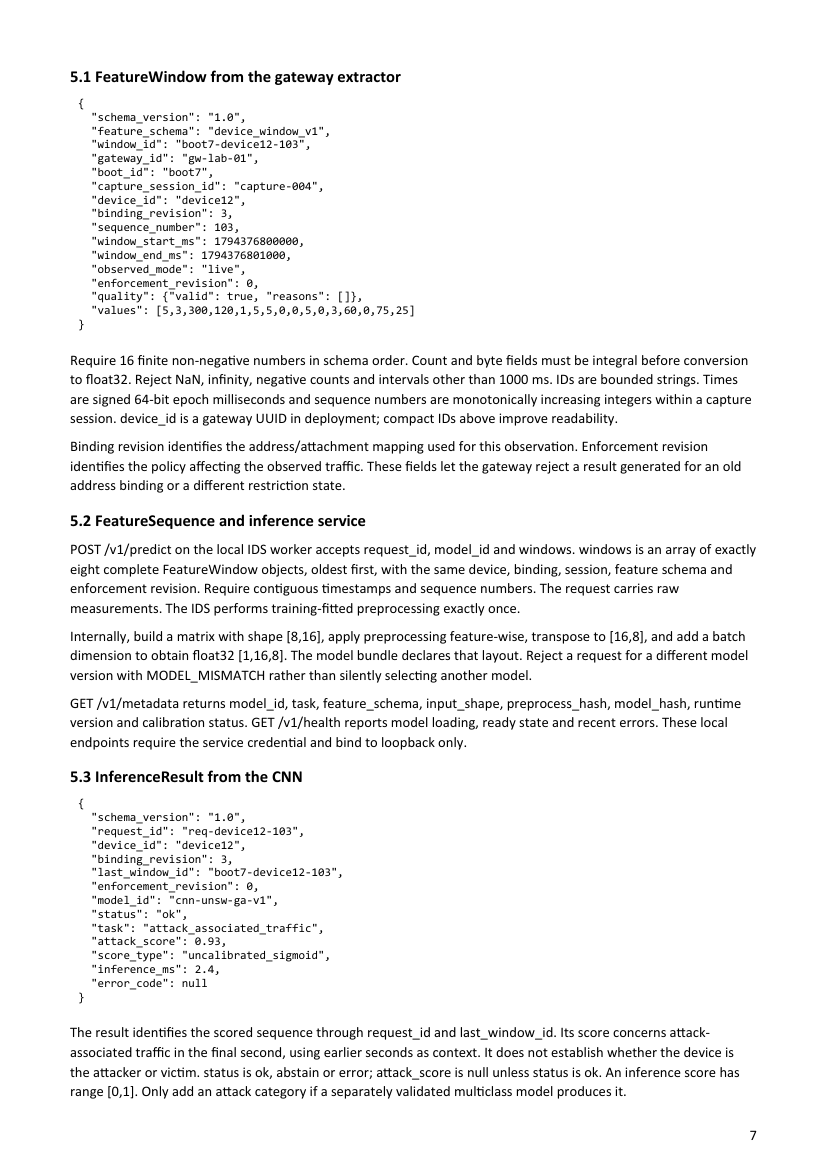 5.1 FeatureWindow from the gateway extractor
{
"schema_version": "1.0",
"feature_schema": "device_window_v1",
"window_id": "boot7-device12-103",
"gateway_id": "gw-lab-01",
"boot_id": "boot7",
"capture_session_id": "capture-004",
"device_id": "device12",
"binding_revision": 3,
"sequence_number": 103,
"window_start_ms": 1794376800000,
"window_end_ms": 1794376801000,
"observed_mode": "live",
"enforcement_revision": 0,
"quality": {"valid": true, "reasons": []},
"values": [5,3,300,120,1,5,5,0,0,5,0,3,60,0,75,25]
}
Require 16 finite non-negative numbers in schema order. Count and byte fields must be integral before conversion
to float32. Reject NaN, infinity, negative counts and intervals other than 1000 ms. IDs are bounded strings. Times
are signed 64-bit epoch milliseconds and sequence numbers are monotonically increasing integers within a capture
session. device_id is a gateway UUID in deployment; compact IDs above improve readability.
Binding revision identifies the address/attachment mapping used for this observation. Enforcement revision
identifies the policy affecting the observed traffic. These fields let the gateway reject a result generated for an old
address binding or a different restriction state.
5.2 FeatureSequence and inference service
POST /v1/predict on the local IDS worker accepts request_id, model_id and windows. windows is an array of exactly
eight complete FeatureWindow objects, oldest first, with the same device, binding, session, feature schema and
enforcement revision. Require contiguous timestamps and sequence numbers. The request carries raw
measurements. The IDS performs training-fitted preprocessing exactly once.
Internally, build a matrix with shape [8,16], apply preprocessing feature-wise, transpose to [16,8], and add a batch
dimension to obtain float32 [1,16,8]. The model bundle declares that layout. Reject a request for a different model
version with MODEL_MISMATCH rather than silently selecting another model.
GET /v1/metadata returns model_id, task, feature_schema, input_shape, preprocess_hash, model_hash, runtime
version and calibration status. GET /v1/health reports model loading, ready state and recent errors. These local
endpoints require the service credential and bind to loopback only.
5.3 InferenceResult from the CNN
{
"schema_version": "1.0",
"request_id": "req-device12-103",
"device_id": "device12",
"binding_revision": 3,
"last_window_id": "boot7-device12-103",
"enforcement_revision": 0,
"model_id": "cnn-unsw-ga-v1",
"status": "ok",
"task": "attack_associated_traffic",
"attack_score": 0.93,
"score_type": "uncalibrated_sigmoid",
"inference_ms": 2.4,
"error_code": null
}
The result identifies the scored sequence through request_id and last_window_id. Its score concerns attack-
associated traffic in the final second, using earlier seconds as context. It does not establish whether the device is
the attacker or victim. status is ok, abstain or error; attack_score is null unless status is ok. An inference score has
range [0,1]. Only add an attack category if a separately validated multiclass model produces it.
7